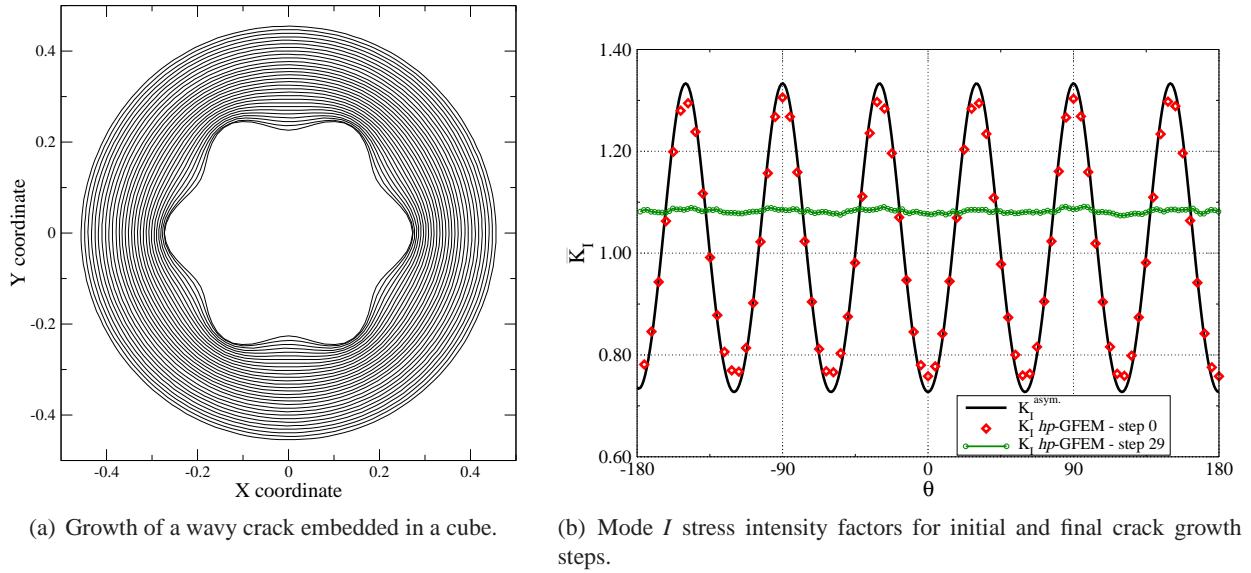 0.4
0.2
0
-0.2
-0.4
Y coordinate
-0.4 -0.2 0 0.2 0.4
X coordinate
(a) Growth of a wavy crack embedded in a cube.
1.40
1.20
1.00
0.80
0.60
K̅I
-180 -90 0 90 180
θ
KI asym.
KI hp-GFEM - step 0
KI hp-GFEM - step 29
(b) Mode I stress intensity factors for initial and final crack growth
steps.